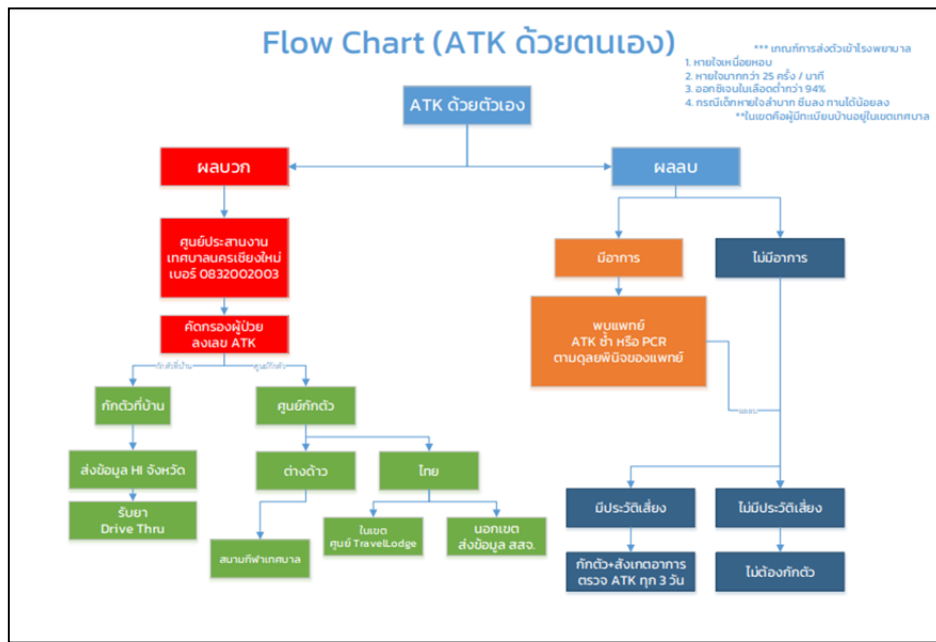 Flow Chart (ATK ด้วยตนเอง)
*** เกณฑ์การส่งตัวเข้าโรงพยาบาล
1. หายใจเหนื่อยหอบ
2. หายใจมากกว่า 25 ครั้ง / นาที
3. ออกซิเจนในเลือดต่ำกว่า 94%
4. กรณีเด็กหายใจลำบาก ซึมลง ทานได้น้อยลง
**ในเขตคือผู้มีทะเบียนบ้านอยู่ในเขตเทศบาล
ATK ด้วยตัวเอง
ผลบวก
ผลลบ
ศูนย์ประสานงาน
เทศบาลนครเชียงใหม่
เบอร์ 0832002003
มีอาการ
ไม่มีอาการ
คัดกรองผู้ป่วย
ลงเลข ATK
พบแพทย์
ATK ซ้ำ หรือ PCR
ตามดุลยพินิจของแพทย์
กักตัวที่บ้าน
ศูนย์กักตัว
กักตัวที่บ้าน
ศูนย์กักตัว
ส่งข้อมูล HI จังหวัด
ต่างด้าว
ไทย
รับยา
Drive Thru
สนามกีฬาเทศบาล
ในเขต
ศูนย์ TravelLodge
นอกเขต
ส่งข้อมูล สสจ.
มีประวัติเสี่ยง
ไม่มีประวัติเสี่ยง
กักตัว+สังเกตอาการ
ตรวจ ATK ทุก 3 วัน
ไม่ต้องกักตัว